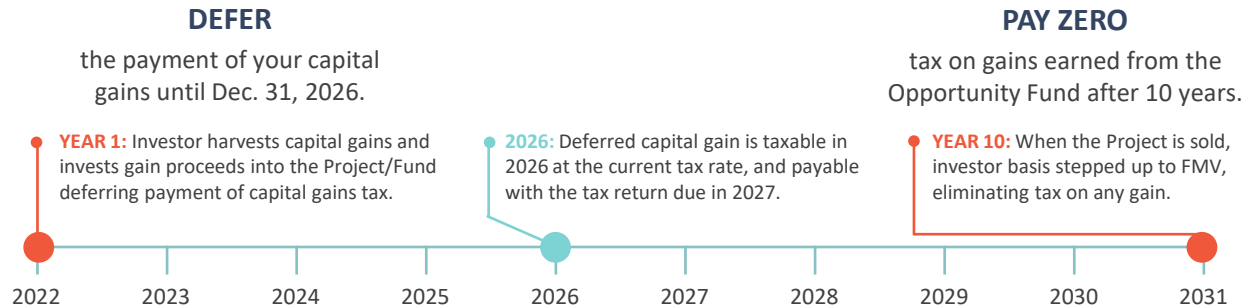 DEFER
the payment of your capital
gains until Dec. 31, 2026.
PAY ZERO
tax on gains earned from the
Opportunity Fund after 10 years.
YEAR 1: Investor harvests capital gains and
invests gain proceeds into the Project/Fund
deferring payment of capital gains tax.
2026: Deferred capital gain is taxable in
2026 at the current tax rate, and payable
with the tax return due in 2027.
YEAR 10: When the Project is sold,
investor basis stepped up to FMV,
eliminating tax on any gain.
2022 2023 2024 2025 2026 2027 2028 2029 2030 2031